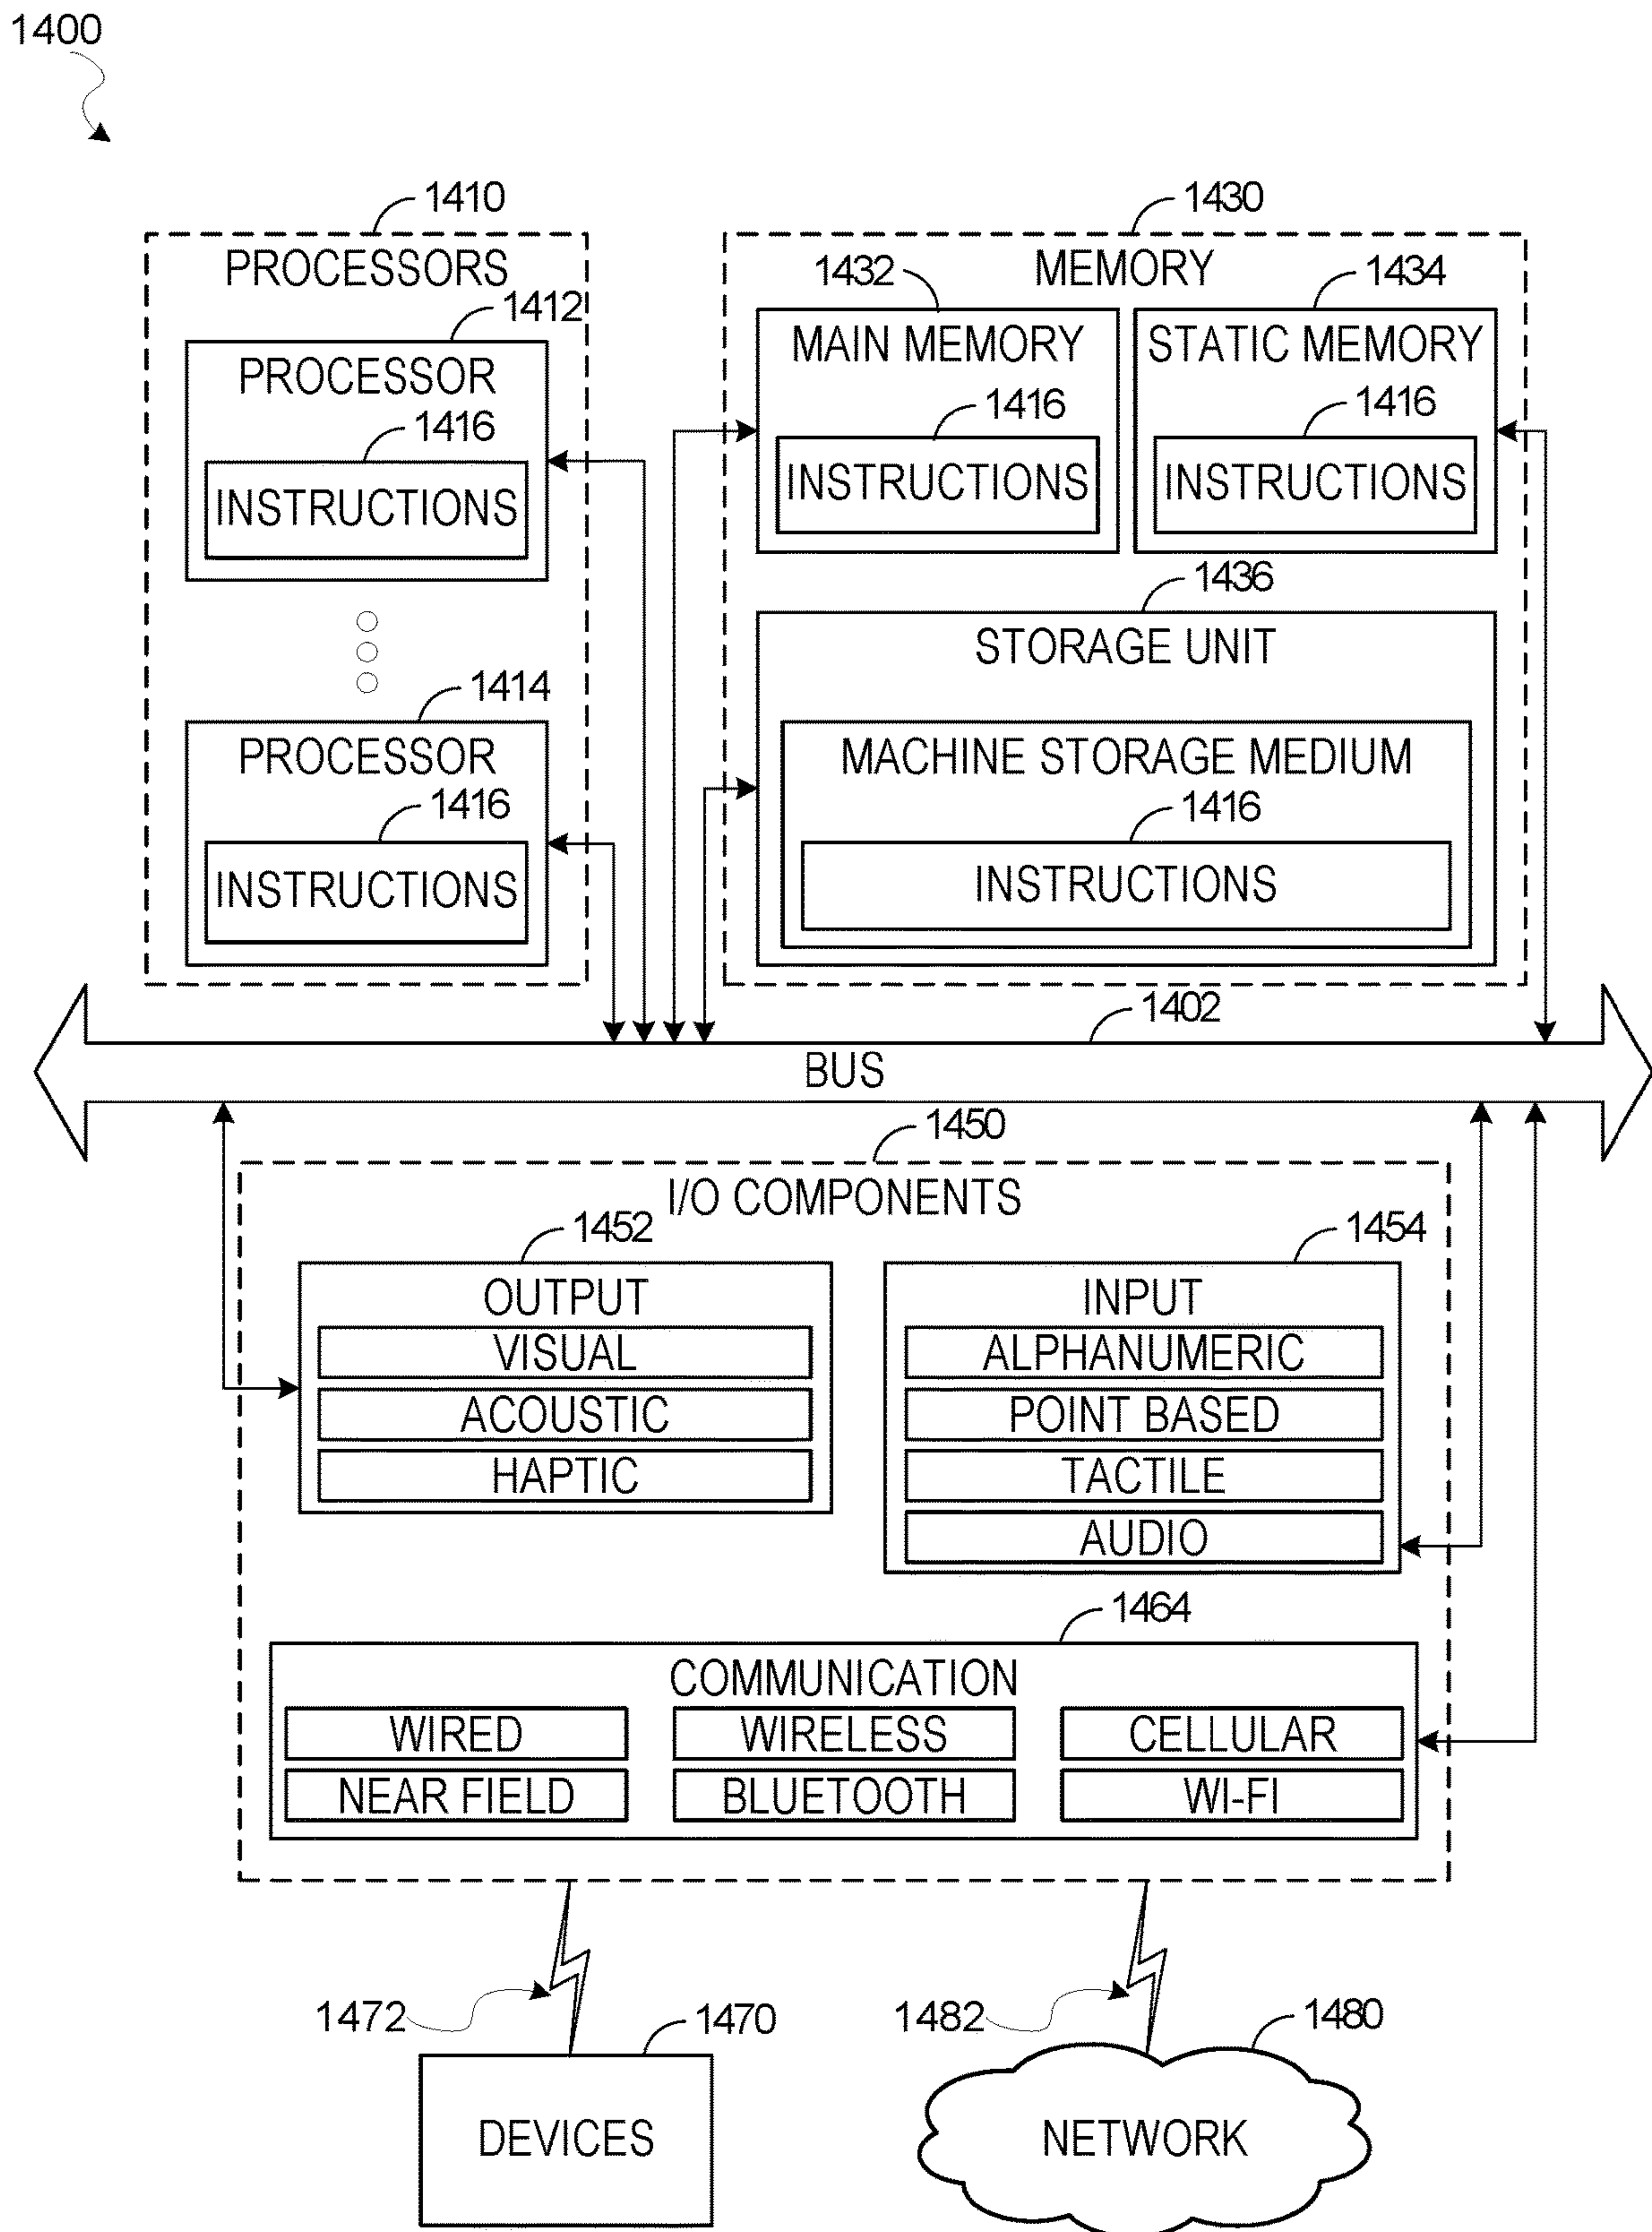 1400
1410
PROCESSORS
1412
PROCESSOR
1416
INSTRUCTIONS
1414
PROCESSOR
1416
INSTRUCTIONS
1430
MEMORY
1432
MAIN MEMORY
1416
INSTRUCTIONS
1434
STATIC MEMORY
1416
INSTRUCTIONS
1436
STORAGE UNIT
MACHINE STORAGE MEDIUM
1416
INSTRUCTIONS
1402
BUS
1450
I/O COMPONENTS
1452
OUTPUT
VISUAL
ACOUSTIC
HAPTIC
1454
INPUT
ALPHANUMERIC
POINT BASED
TACTILE
AUDIO
1464
COMMUNICATION
WIRED
WIRELESS
CELLULAR
NEAR FIELD
BLUETOOTH
WI-FI
1472
1470
DEVICES
1482
1480
NETWORK